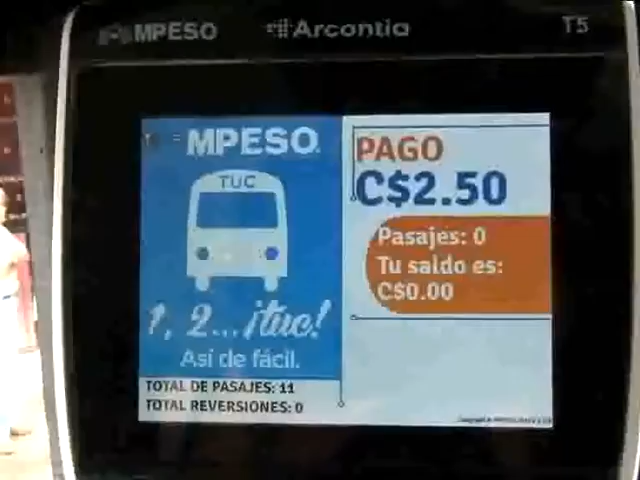 MPESO
Arcontia
T5
MPESO
TUC
1, 2... ¡tuc!
Así de fácil.
TOTAL DE PASAJES: 11
TOTAL REVERSIONES: 0
PAGO
C$2.50
Pasajes: 0
Tu saldo es:
C$0.00